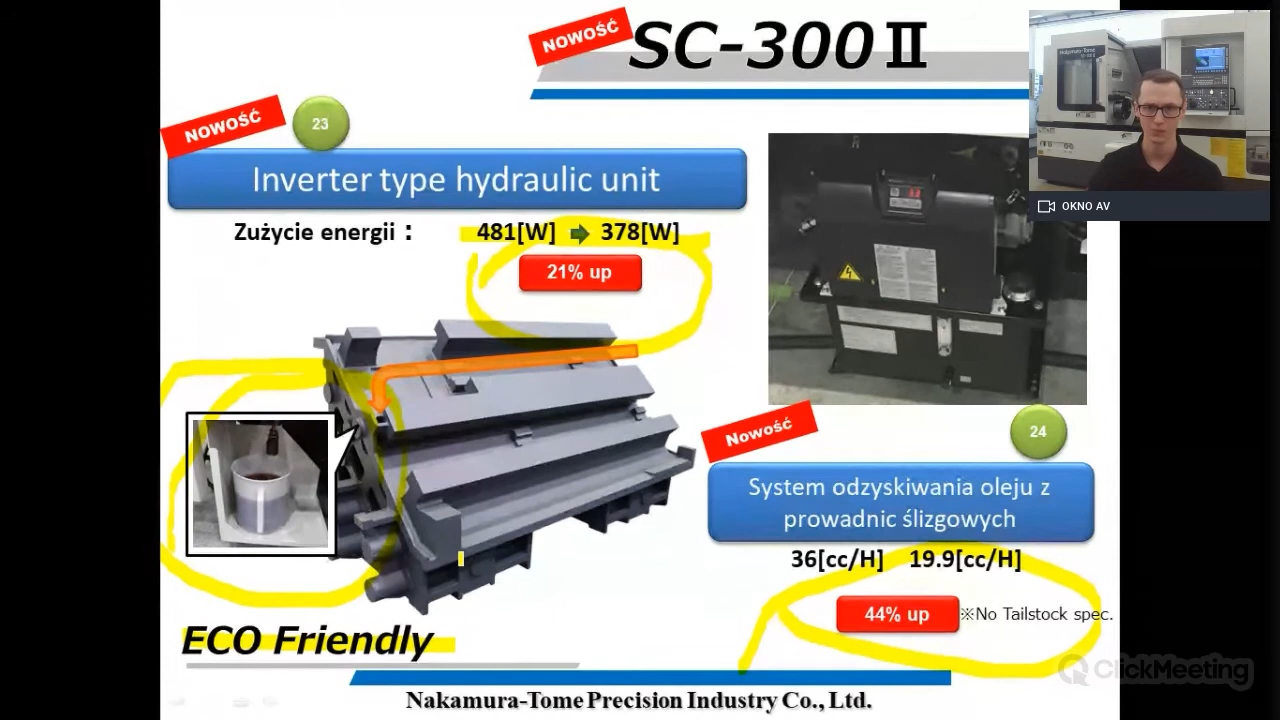 NOWOŚĆ
SC-300 II
NOWOŚĆ
23
Inverter type hydraulic unit
Zużycie energii : 481[W] 378[W]
21% up
OKNO AV
Nowość
24
System odzyskiwania oleju z
prowadnic ślizgowych
36[cc/H] 19.9[cc/H]
44% up ※No Tailstock spec.
ECO Friendly
ClickMeeting
Nakamura-Tome Precision Industry Co., Ltd.